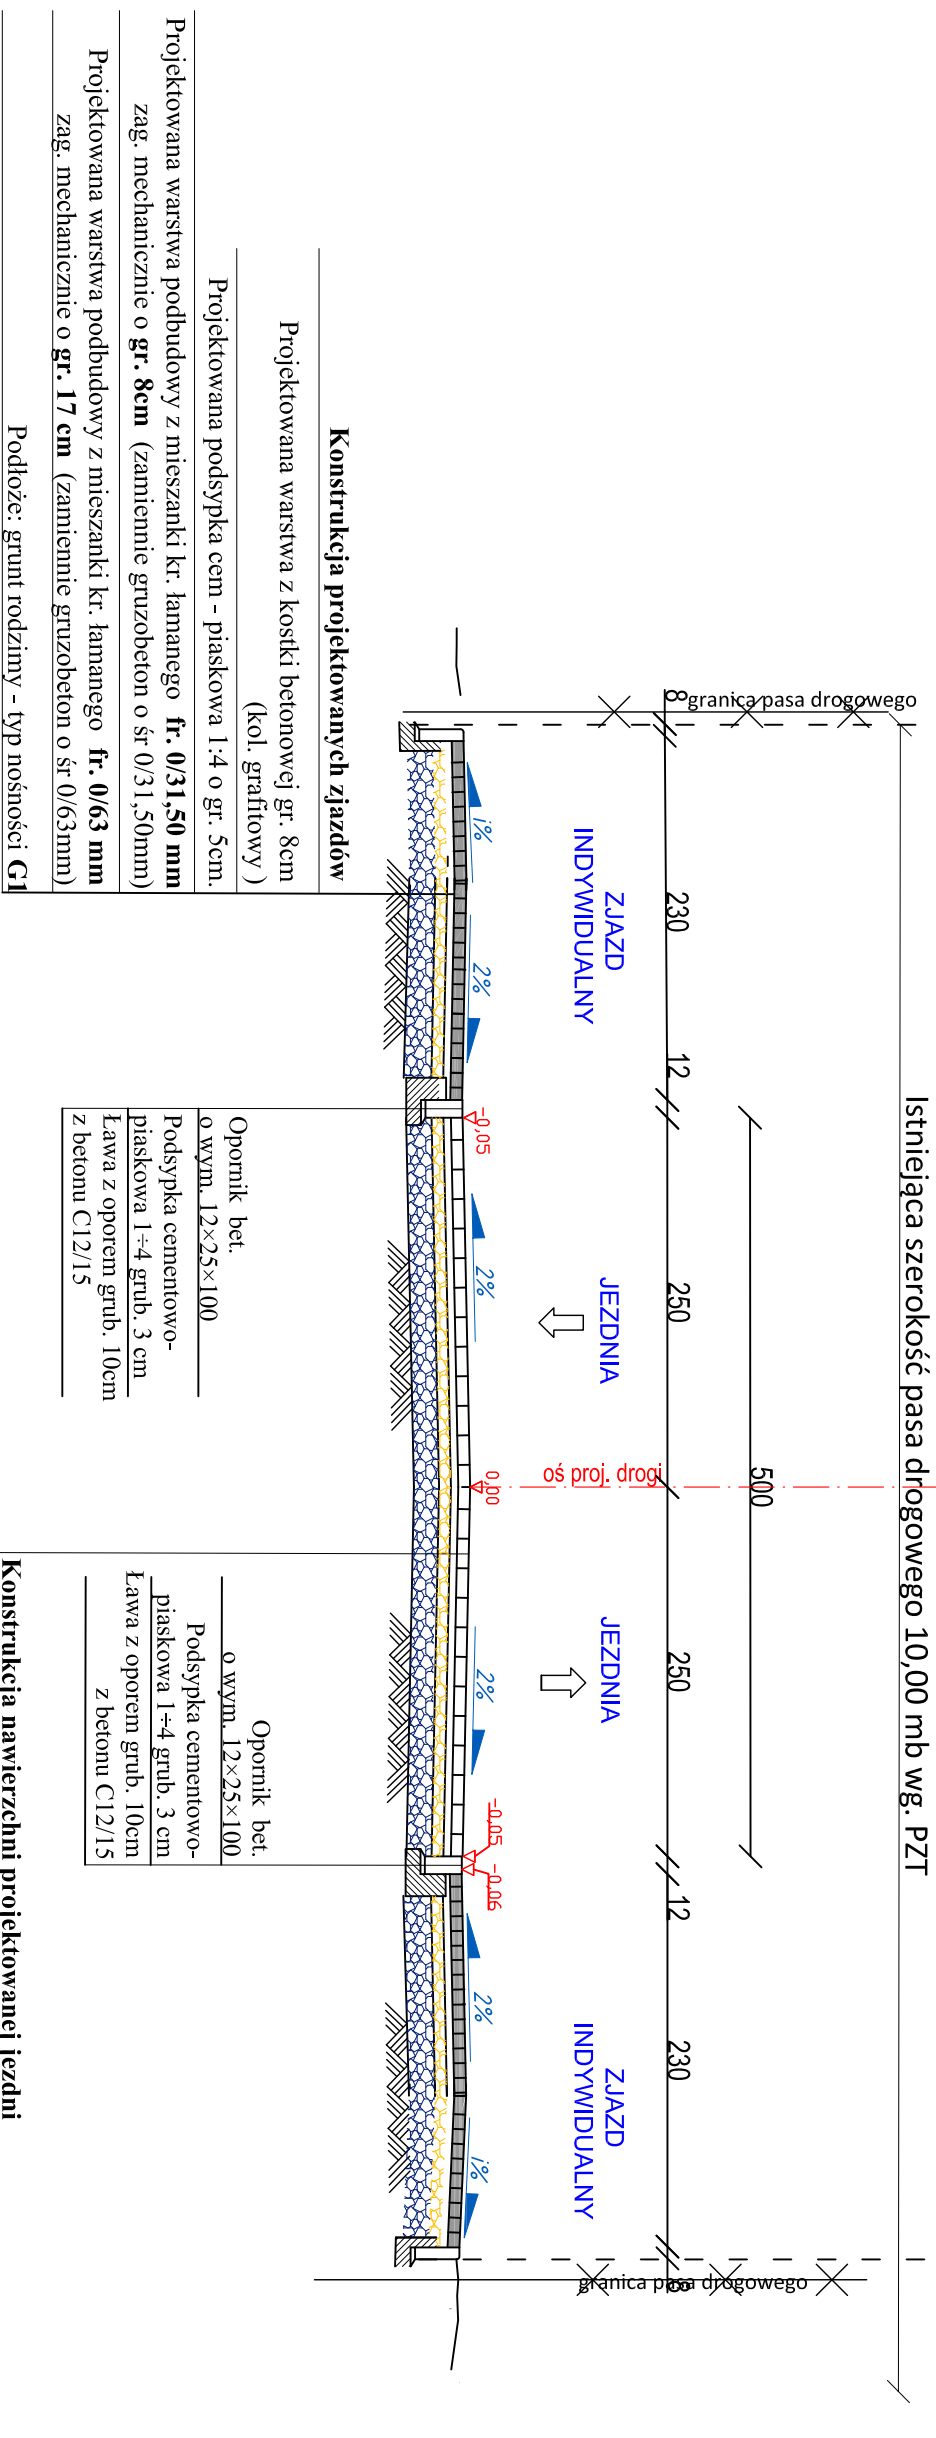 Istniejąca szerokość pasa drogowego 10,00 mb wg. PZT
granica pasa drogowego
granica pasa drogowego
500
8
230
12
250
250
12
230
8
oś proj. drogi
ZJAZD
INDYWIDUALNY
JEZDNIA
JEZDNIA
ZJAZD
INDYWIDUALNY
i%
2%
-0,05
2%
0,00
2%
-0,05
-0,06
2%
i%
Konstrukcja projektowanych zjazdów
Projektowana warstwa z kostki betonowej gr. 8cm
(kol. grafitowy )
Projektowana podsypka cem - piaskowa 1:4 o gr. 5cm.
Projektowana warstwa podbudowy z mieszanki kr. łamanego fr. 0/31,50 mm
zag. mechanicznie o gr. 8cm (zamiennie gruzobeton o śr 0/31,50mm)
Projektowana warstwa podbudowy z mieszanki kr. łamanego fr. 0/63 mm
zag. mechanicznie o gr. 17 cm (zamiennie gruzobeton o śr 0/63mm)
Podłoże: grunt rodzimy - typ nośności G1
Opornik bet.
o wym. 12×25×100
Podsypka cementowo-
piaskowa 1÷4 grub. 3 cm
Ława z oporem grub. 10cm
z betonu C12/15
Opornik bet.
o wym. 12×25×100
Podsypka cementowo-
piaskowa 1÷4 grub. 3 cm
Ława z oporem grub. 10cm
z betonu C12/15
Konstrukcja nawierzchni projektowanej jezdni